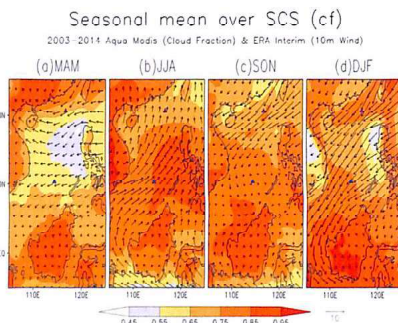 Seasonal mean over SCS (cf)
2003-2014 Aqua Modis (Cloud Fraction) & ERA Interim (10m Wind)
(a)MAM (b)JJA (c)SON (d)DJF
EQ
110E 120E 110E 120E 110E 120E 110E 120E
0.45 0.55 0.65 0.75 0.85 0.95